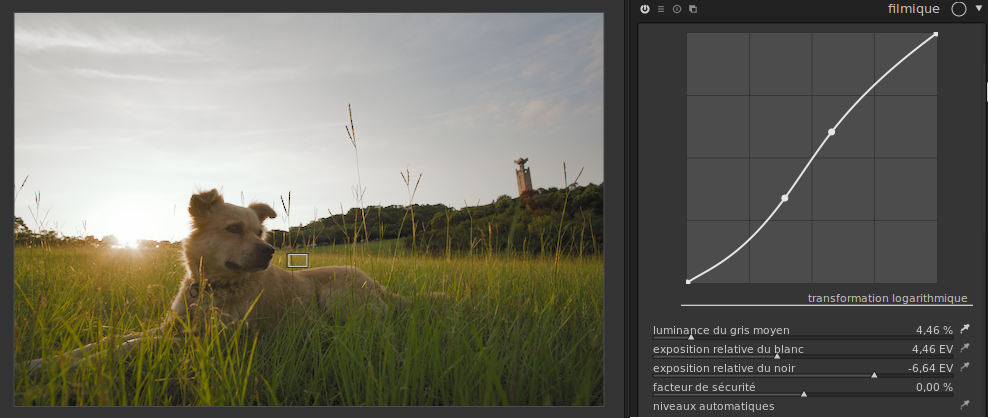 filmique
transformation logarithmique
luminance du gris moyen 4,46 %
exposition relative du blanc 4,46 EV
exposition relative du noir -6,64 EV
facteur de sécurité 0,00 %
niveaux automatiques